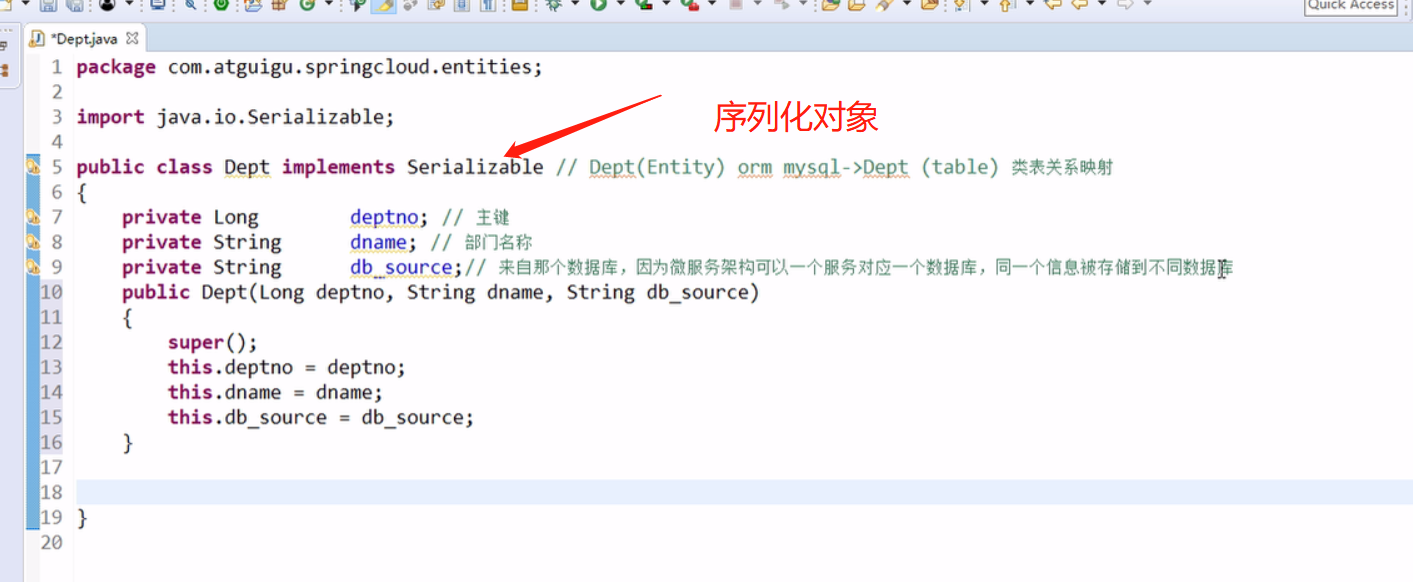 Quick Access
*Dept.java
1 package com.atguigu.springcloud.entities;
2
3 import java.io.Serializable;
序列化对象
4
5 public class Dept implements Serializable // Dept(Entity) orm mysql->Dept (table) 类表关系映射
6 {
7 private Long deptno; // 主键
8 private String dname; // 部门名称
9 private String db_source;// 来自那个数据库，因为微服务架构可以一个服务对应一个数据库，同一个信息被存储到不同数据库
10 public Dept(Long deptno, String dname, String db_source)
11 {
12 super();
13 this.deptno = deptno;
14 this.dname = dname;
15 this.db_source = db_source;
16 }
17
18
19 }
20